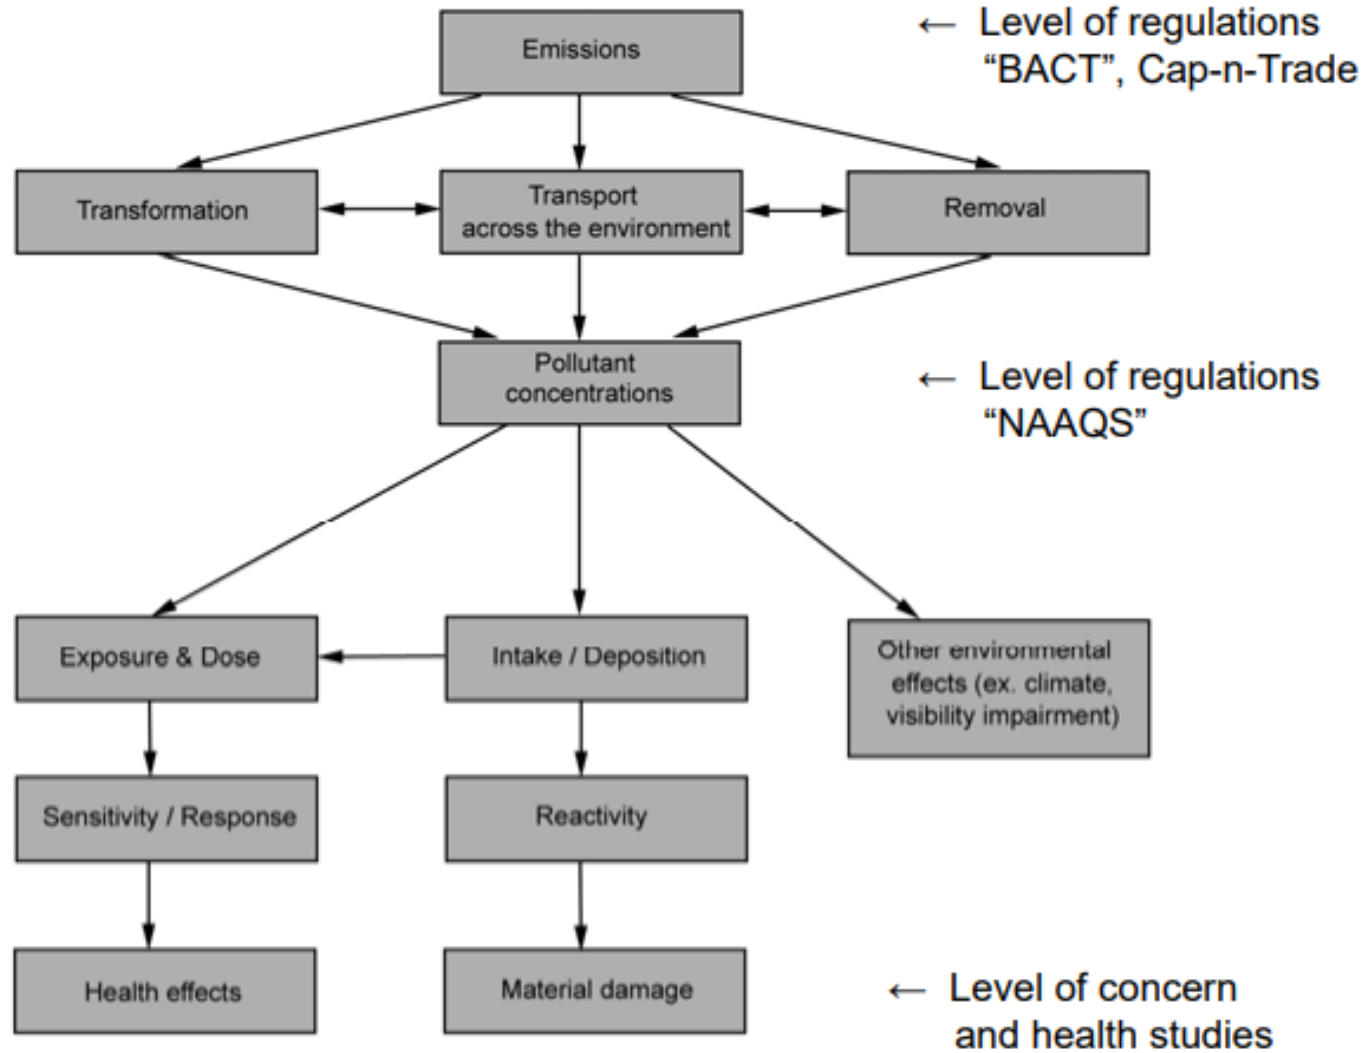 Emissions
← Level of regulations
“BACT”, Cap-n-Trade
Transformation
Transport
across the environment
Removal
Pollutant
concentrations
← Level of regulations
“NAAQS”
Exposure & Dose
Intake / Deposition
Other environmental
effects (ex. climate,
visibility impairment)
Sensitivity / Response
Reactivity
Health effects
Material damage
← Level of concern
and health studies